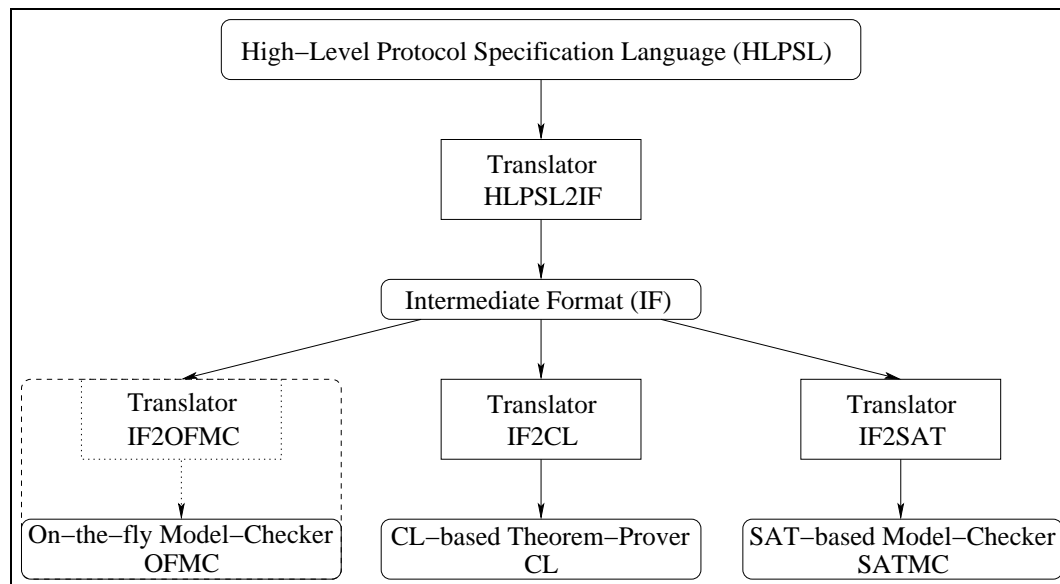 High−Level Protocol Specification Language (HLPSL)
Translator
HLPSL2IF
Intermediate Format (IF)
Translator
IF2OFMC
Translator
IF2CL
Translator
IF2SAT
On−the−fly Model−Checker
OFMC
CL−based Theorem−Prover
CL
SAT−based Model−Checker
SATMC